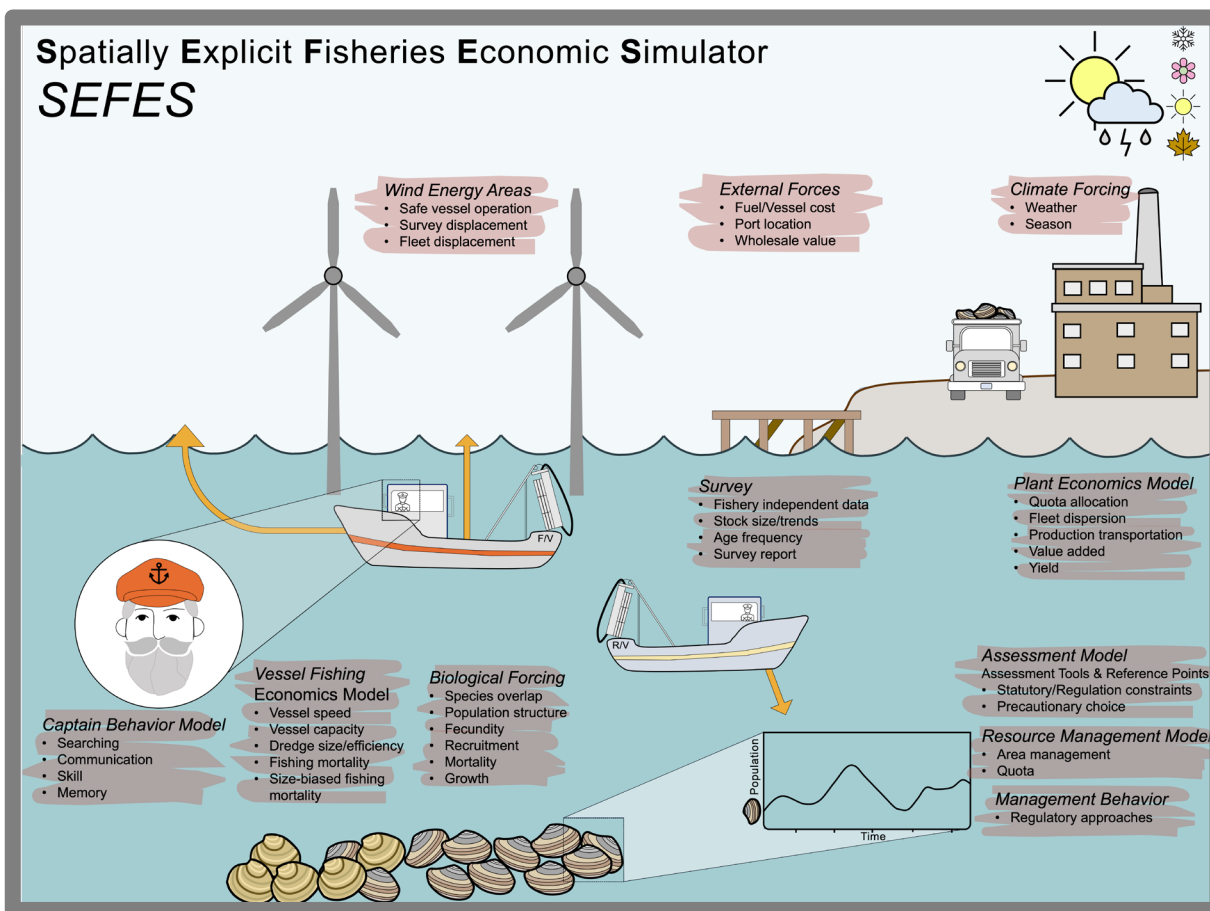 Spatially Explicit Fisheries Economic Simulator
SEFES
Wind Energy Areas
• Safe vessel operation
• Survey displacement
• Fleet displacement
External Forces
• Fuel/Vessel cost
• Port location
• Wholesale value
Climate Forcing
• Weather
• Season
F/V
Survey
• Fishery independent data
• Stock size/trends
• Age frequency
• Survey report
Plant Economics Model
• Quota allocation
• Fleet dispersion
• Production transportation
• Value added
• Yield
R/V
Captain Behavior Model
• Searching
• Communication
• Skill
• Memory
Vessel Fishing
Economics Model
• Vessel speed
• Vessel capacity
• Dredge size/efficiency
• Fishing mortality
• Size-biased fishing
mortality
Biological Forcing
• Species overlap
• Population structure
• Fecundity
• Recruitment
• Mortality
• Growth
Assessment Model
Assessment Tools & Reference Points
• Statutory/Regulation constraints
• Precautionary choice
Resource Management Model
• Area management
• Quota
Management Behavior
• Regulatory approaches
Population
Time